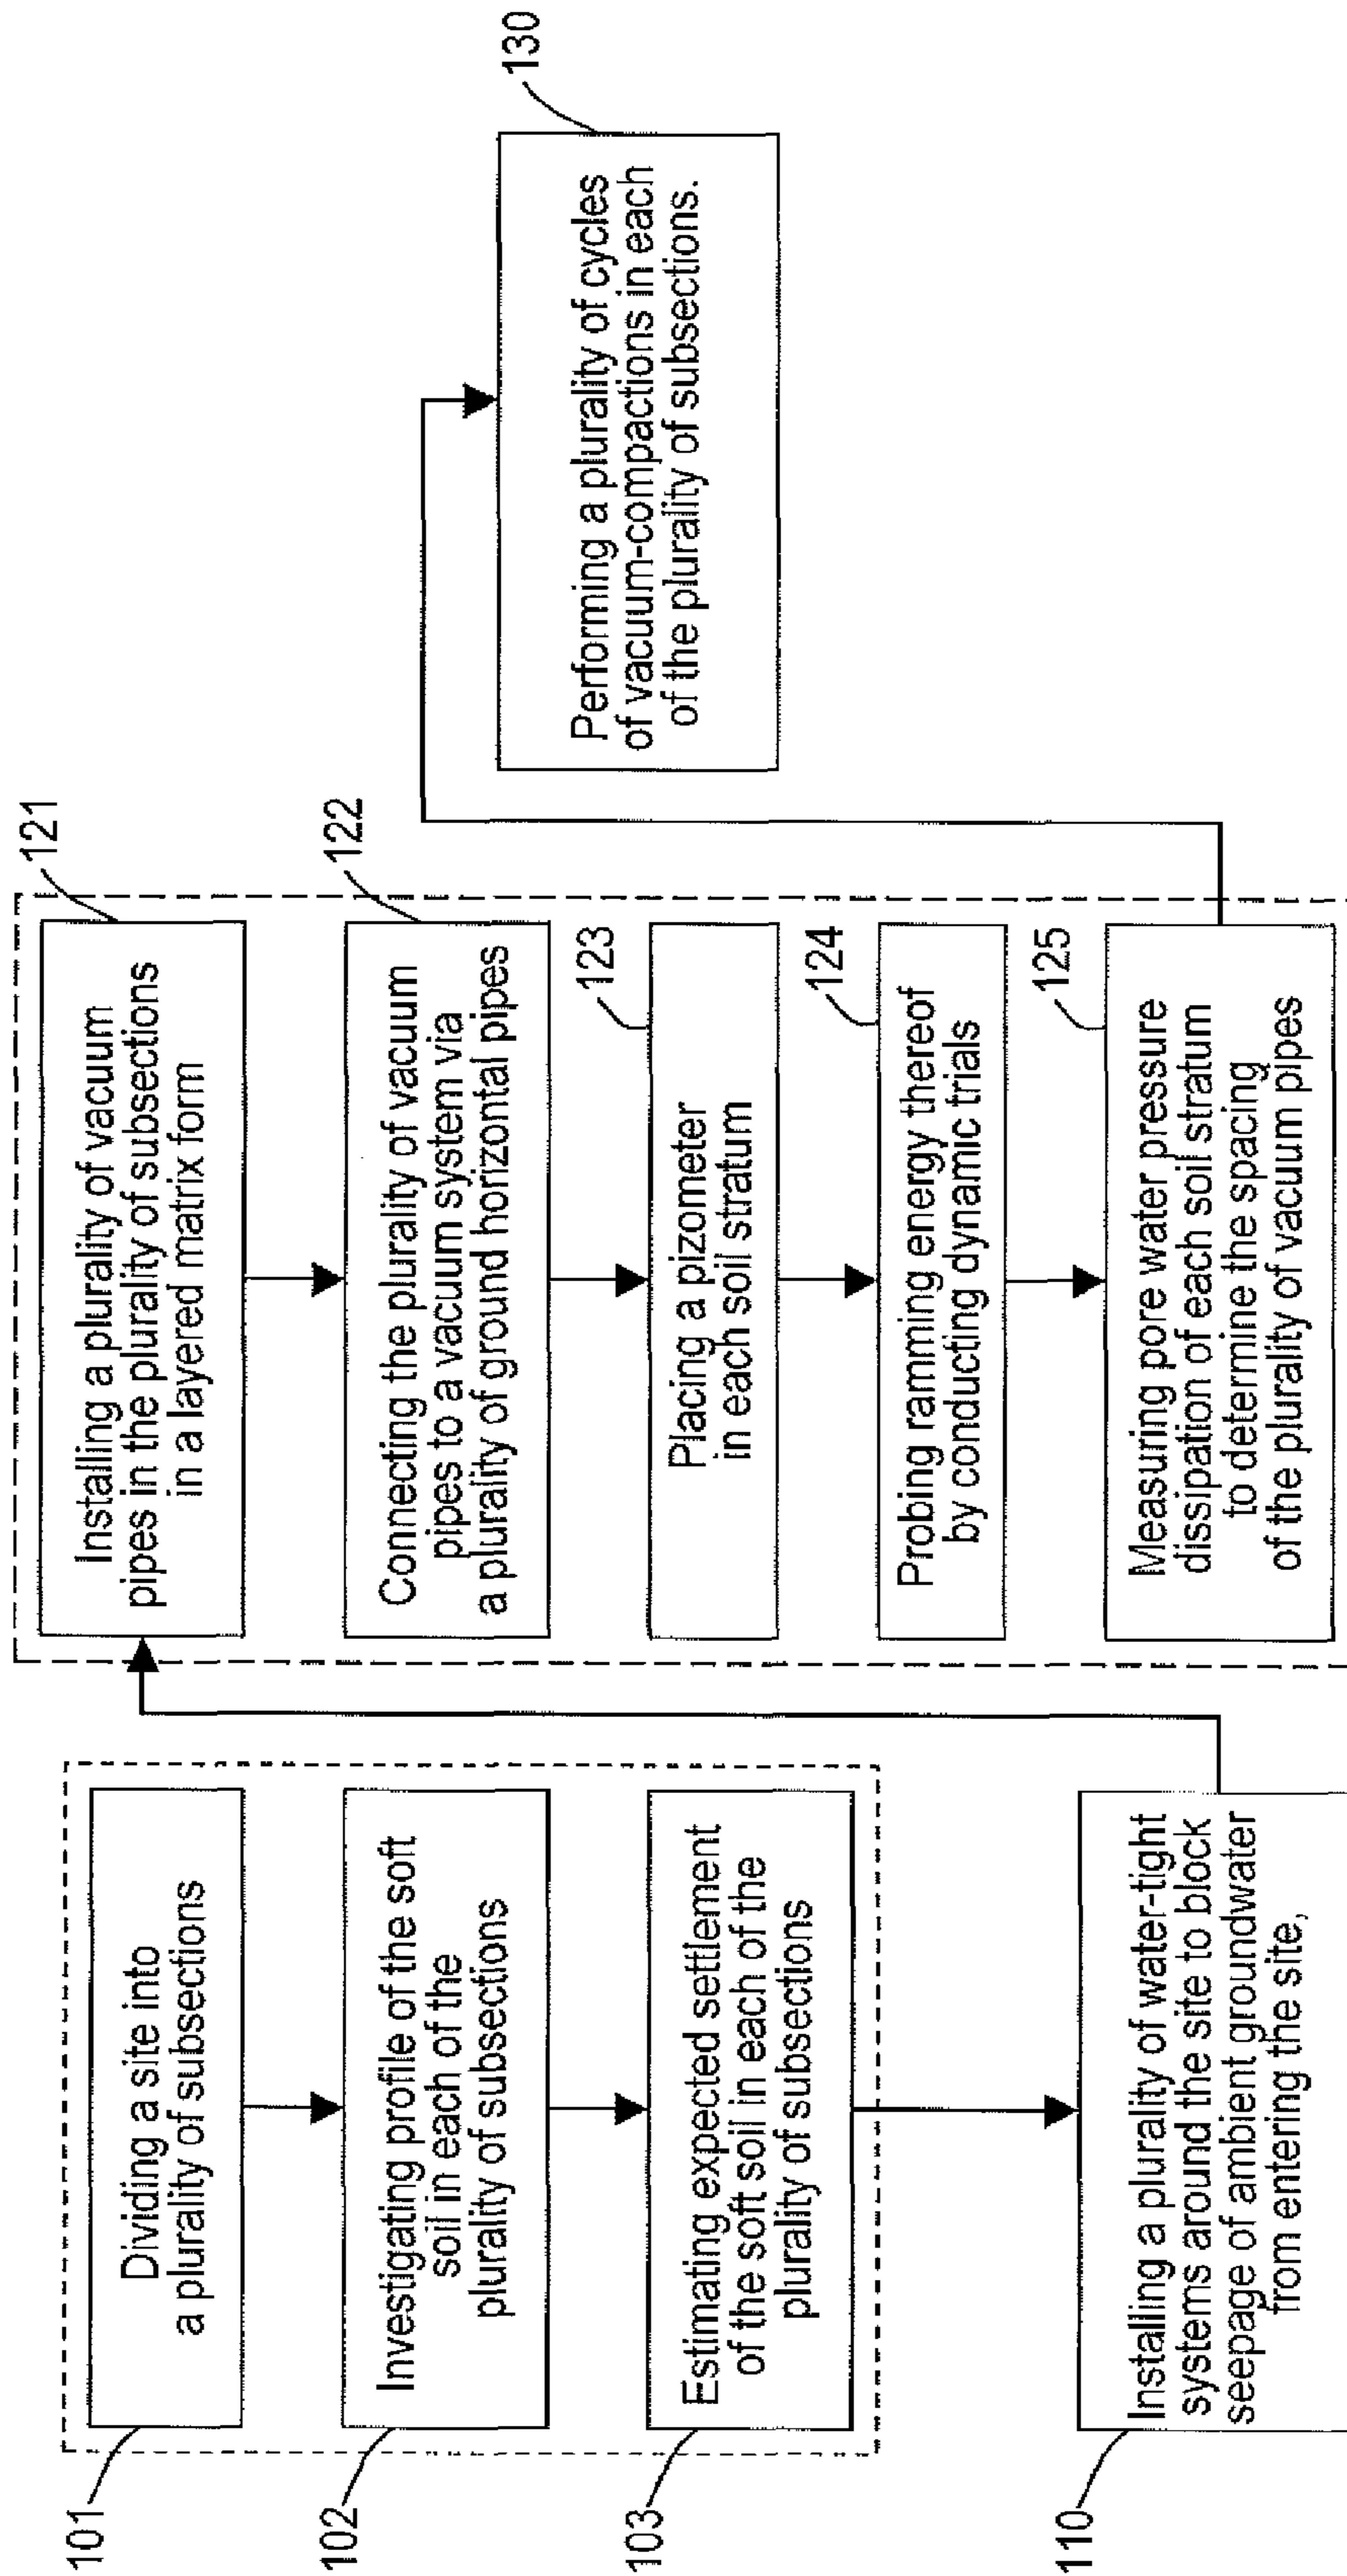 101
Dividing a site into
a plurality of subsections
102
Investigating profile of the soft
soil in each of the
plurality of subsections
103
Estimating expected settlement
of the soft soil in each of the
plurality of subsections
110
Installing a plurality of water-tight
systems around the site to block
seepage of ambient groundwater
from entering the site,
121
Installing a plurality of vacuum
pipes in the plurality of subsections
in a layered matrix form
122
Connecting the plurality of vacuum
pipes to a vacuum system via
a plurality of ground horizontal pipes
123
Placing a pizometer
in each soil stratum
124
Probing ramming energy thereof
by conducting dynamic trials
125
Measuring pore water pressure
dissipation of each soil stratum
to determine the spacing
of the plurality of vacuum pipes
130
Performing a plurality of cycles
of vacuum-compactions in each
of the plurality of subsections.